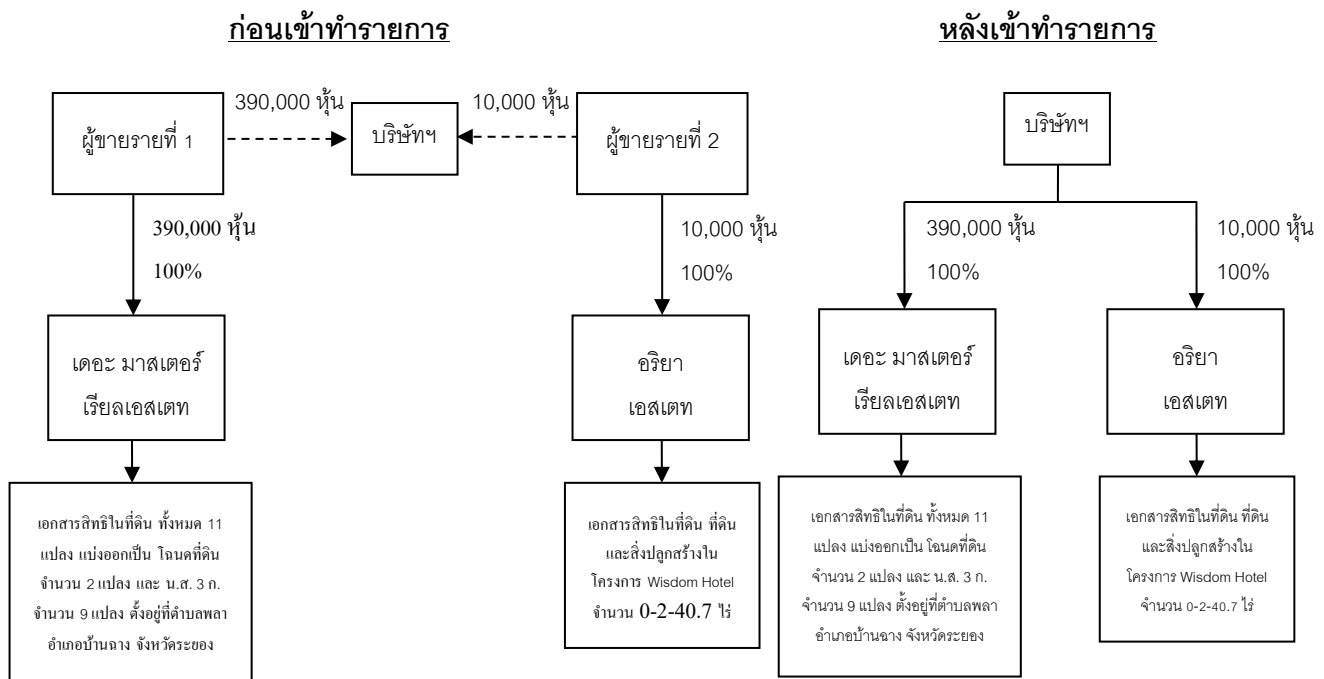 ก่อนเข้าทำรายการ
390,000 หุ้น
10,000 หุ้น
ผู้ขายรายที่ 1
บริษัทฯ
ผู้ขายรายที่ 2
390,000 หุ้น
100%
10,000 หุ้น
100%
เดอะ มาสเตอร์
เรียลเอสเตท
อริยา
เอสเตท
เอกสารสิทธิในที่ดิน ทั้งหมด 11
แปลง แบ่งออกเป็น โฉนดที่ดิน
จำนวน 2 แปลง และ น.ส. 3 ก.
จำนวน 9 แปลง ตั้งอยู่ที่ตำบลพลา
อำเภอบ้านฉาง จังหวัดระยอง
เอกสารสิทธิในที่ดิน ที่ดิน
และสิ่งปลูกสร้างใน
โครงการ Wisdom Hotel
จำนวน 0-2-40.7 ไร่
หลังเข้าทำรายการ
บริษัทฯ
390,000 หุ้น
100%
10,000 หุ้น
100%
เดอะ มาสเตอร์
เรียลเอสเตท
อริยา
เอสเตท
เอกสารสิทธิในที่ดิน ทั้งหมด 11
แปลง แบ่งออกเป็น โฉนดที่ดิน
จำนวน 2 แปลง และ น.ส. 3 ก.
จำนวน 9 แปลง ตั้งอยู่ที่ตำบลพลา
อำเภอบ้านฉาง จังหวัดระยอง
เอกสารสิทธิในที่ดิน ที่ดิน
และสิ่งปลูกสร้างใน
โครงการ Wisdom Hotel
จำนวน 0-2-40.7 ไร่